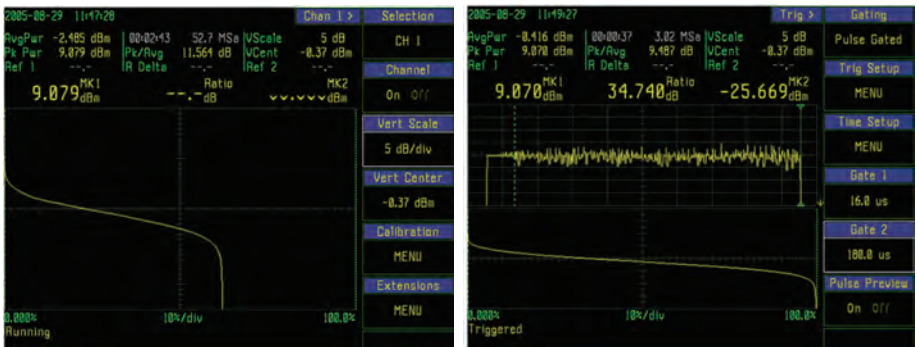 2005-08-29 11:47:28 Chan 1 > Selection
AvgPwr -2.485 dBm 00:02:43 52.7 MSa VScale 5 dB CH 1
Pk Pwr 9.079 dBm Pk/Avg 11.564 dB VCent -0.37 dBm
Ref 1 --.-- R Delta --.-- Ref 2 --.--
Channel
MK1 Ratio MK2
9.079 dBm --.-- dB dBm On Off
Vert Scale
5 dB/div
Vert Center
-0.37 dBm
Calibration
MENU
Extensions
MENU
0.000% 10%/div 100.0%
Running
2005-08-29 11:49:27 Trig > Gating
AvgPwr -0.416 dBm 00:00:37 3.02 MSa VScale 5 dB Pulse Gated
Pk Pwr 9.070 dBm Pk/Avg 9.487 dB VCent -0.37 dBm
Ref 1 --.-- R Delta --.-- Ref 2 --.--
Trig Setup
MK1 Ratio MK2
9.070 dBm 34.740 dB -25.669 dBm MENU
Time Setup
MENU
Gate 1
16.0 us
Gate 2
180.0 us
Pulse Preview
On Off
0.000% 10%/div 100.0%
Triggered